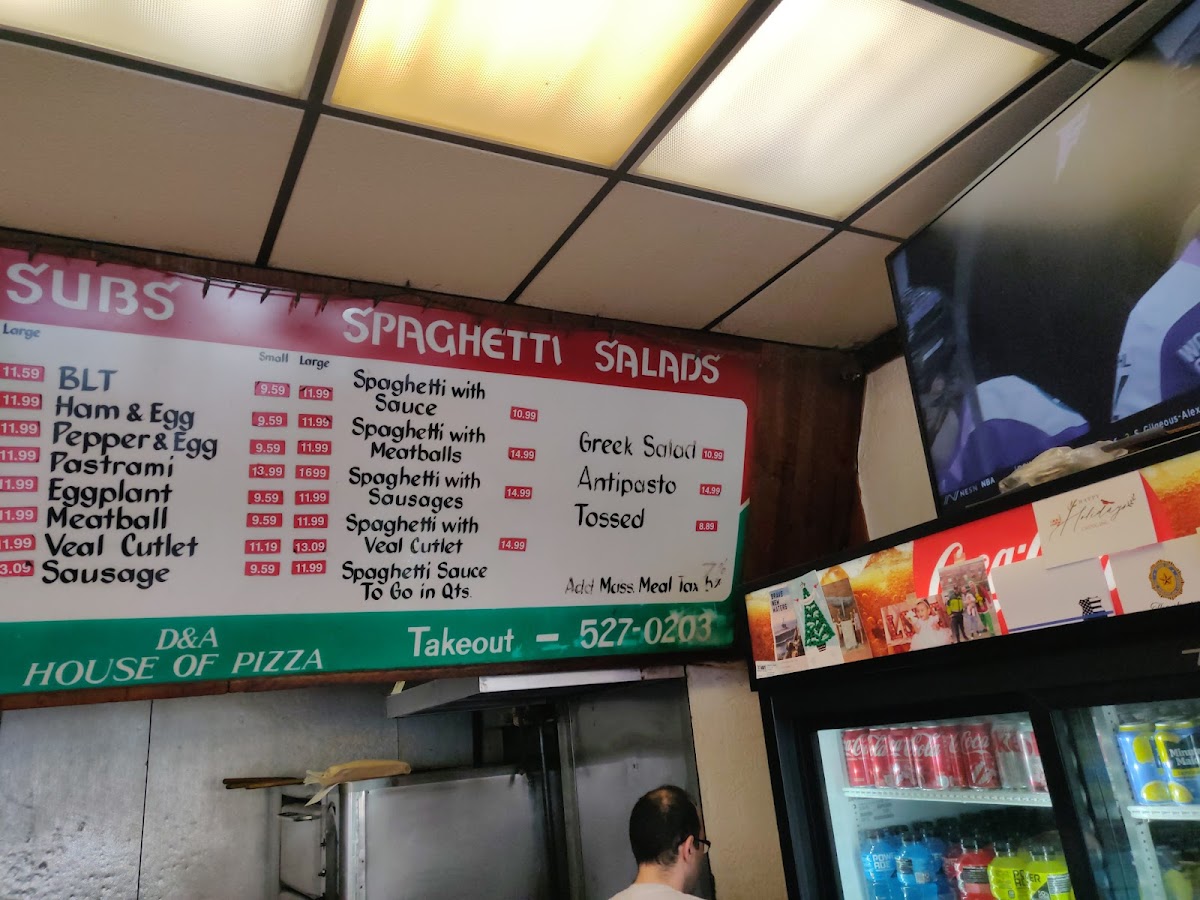 SUBS
SPAGHETTI SALADS
Large
Small Large
11.59
BLT 9.59 11.99
11.99
Ham & Egg 9.59 11.99
11.99
Pepper & Egg 9.59 11.99
11.99
Pastrami 13.99 1699
11.99
Eggplant 9.59 11.99
11.99
Meatball 9.59 11.99
Veal Cutlet 11.19 13.09
Sausage 9.59 11.99
Spaghetti with
Sauce 10.99
Spaghetti with
Meatballs 14.99
Spaghetti with
Sausages 14.99
Spaghetti with
Veal Cutlet 14.99
Spaghetti Sauce
To Go in Qts.
Greek Salad 10.99
Antipasto 14.99
Tossed 8.89
Add Mass Meal Tax
D&A
HOUSE OF PIZZA
Takeout - 527-0203
NESN NBA
Holidays
Coca
Coca
Minute
Maid
POWER